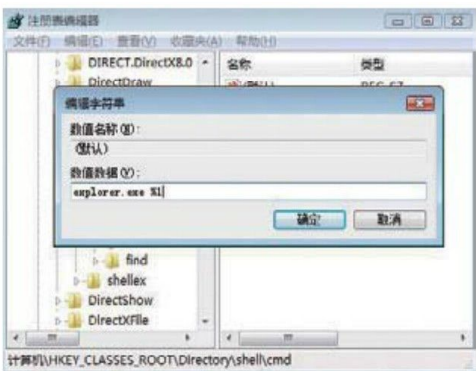 注册表编辑器
文件(F) 编辑(E) 查看(V) 收藏夹(A) 帮助(H)
DIRECT.DirectX8.0
名称
类型
DirectDraw
(默认)
REG_SZ
编辑字符串
数值名称(N):
(默认)
数值数据(V):
explorer.exe %1
确定
取消
find
shellex
DirectShow
DirectXFile
计算机\HKEY_CLASSES_ROOT\Directory\shell\cmd